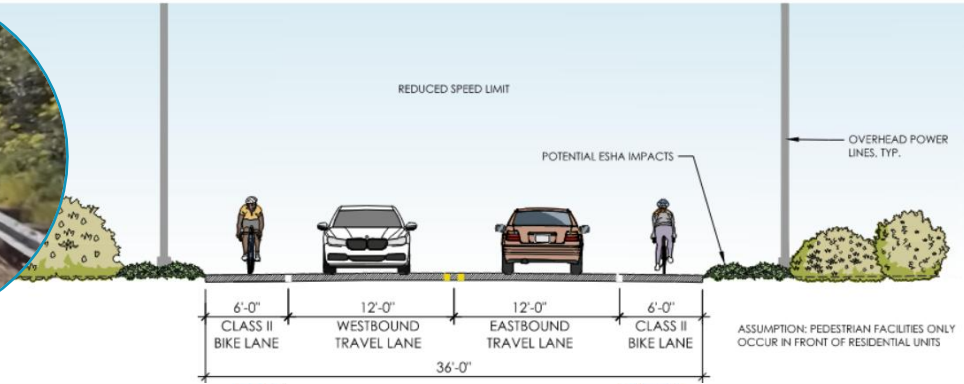 REDUCED SPEED LIMIT
OVERHEAD POWER
LINES, TYP.
POTENTIAL ESHA IMPACTS
6'-0"
CLASS II
BIKE LANE
12'-0"
WESTBOUND
TRAVEL LANE
12'-0"
EASTBOUND
TRAVEL LANE
6'-0"
CLASS II
BIKE LANE
36'-0"
ASSUMPTION: PEDESTRIAN FACILITIES ONLY
OCCUR IN FRONT OF RESIDENTIAL UNITS